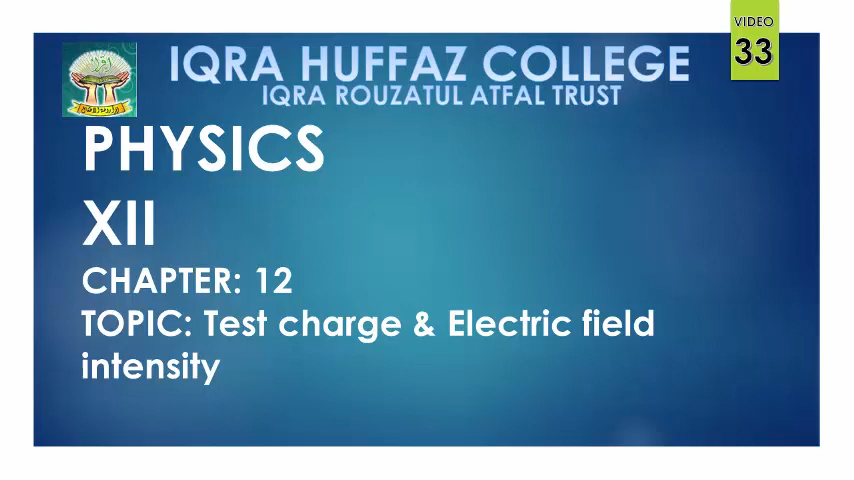 VIDEO
33
IQRA HUFFAZ COLLEGE
IQRA ROUZATUL ATFAL TRUST
PHYSICS
XII
CHAPTER: 12
TOPIC: Test charge & Electric field
intensity